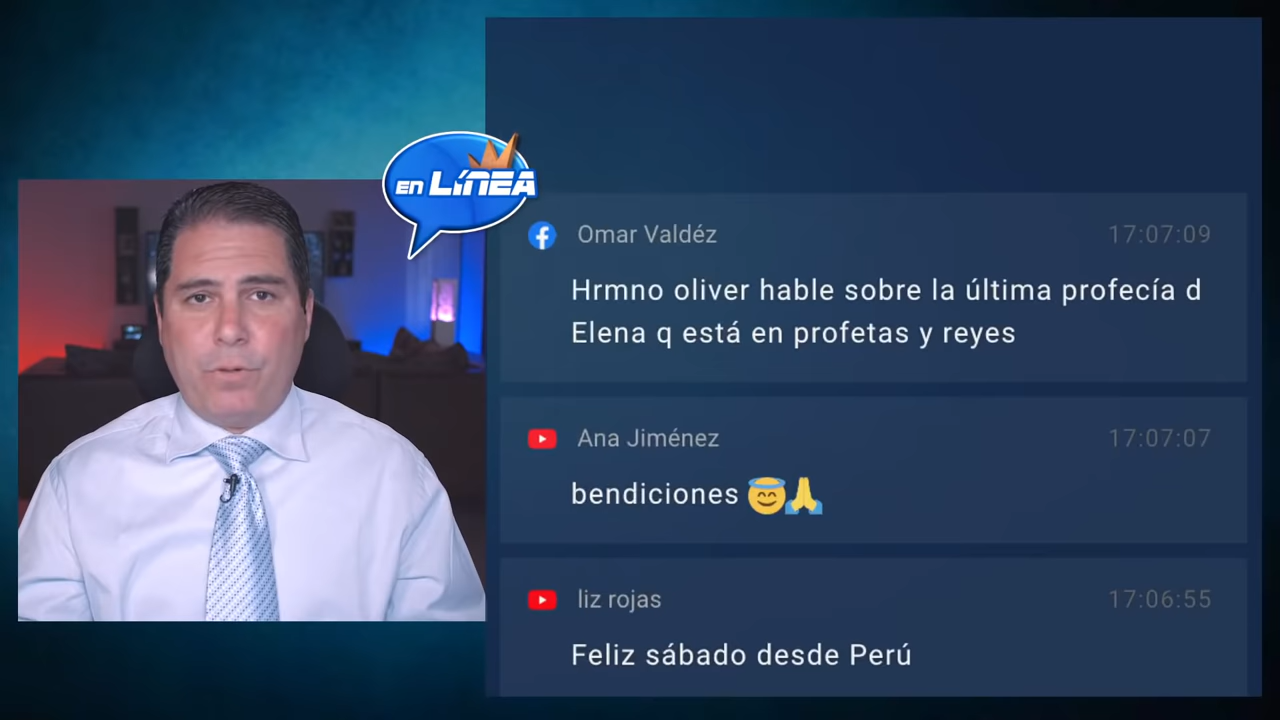 EN LÍNEA
Omar Valdéz 17:07:09
Hrmno oliver hable sobre la última profecía d
Elena q está en profetas y reyes
Ana Jiménez 17:07:07
bendiciones 😇🙏
liz rojas 17:06:55
Feliz sábado desde Perú